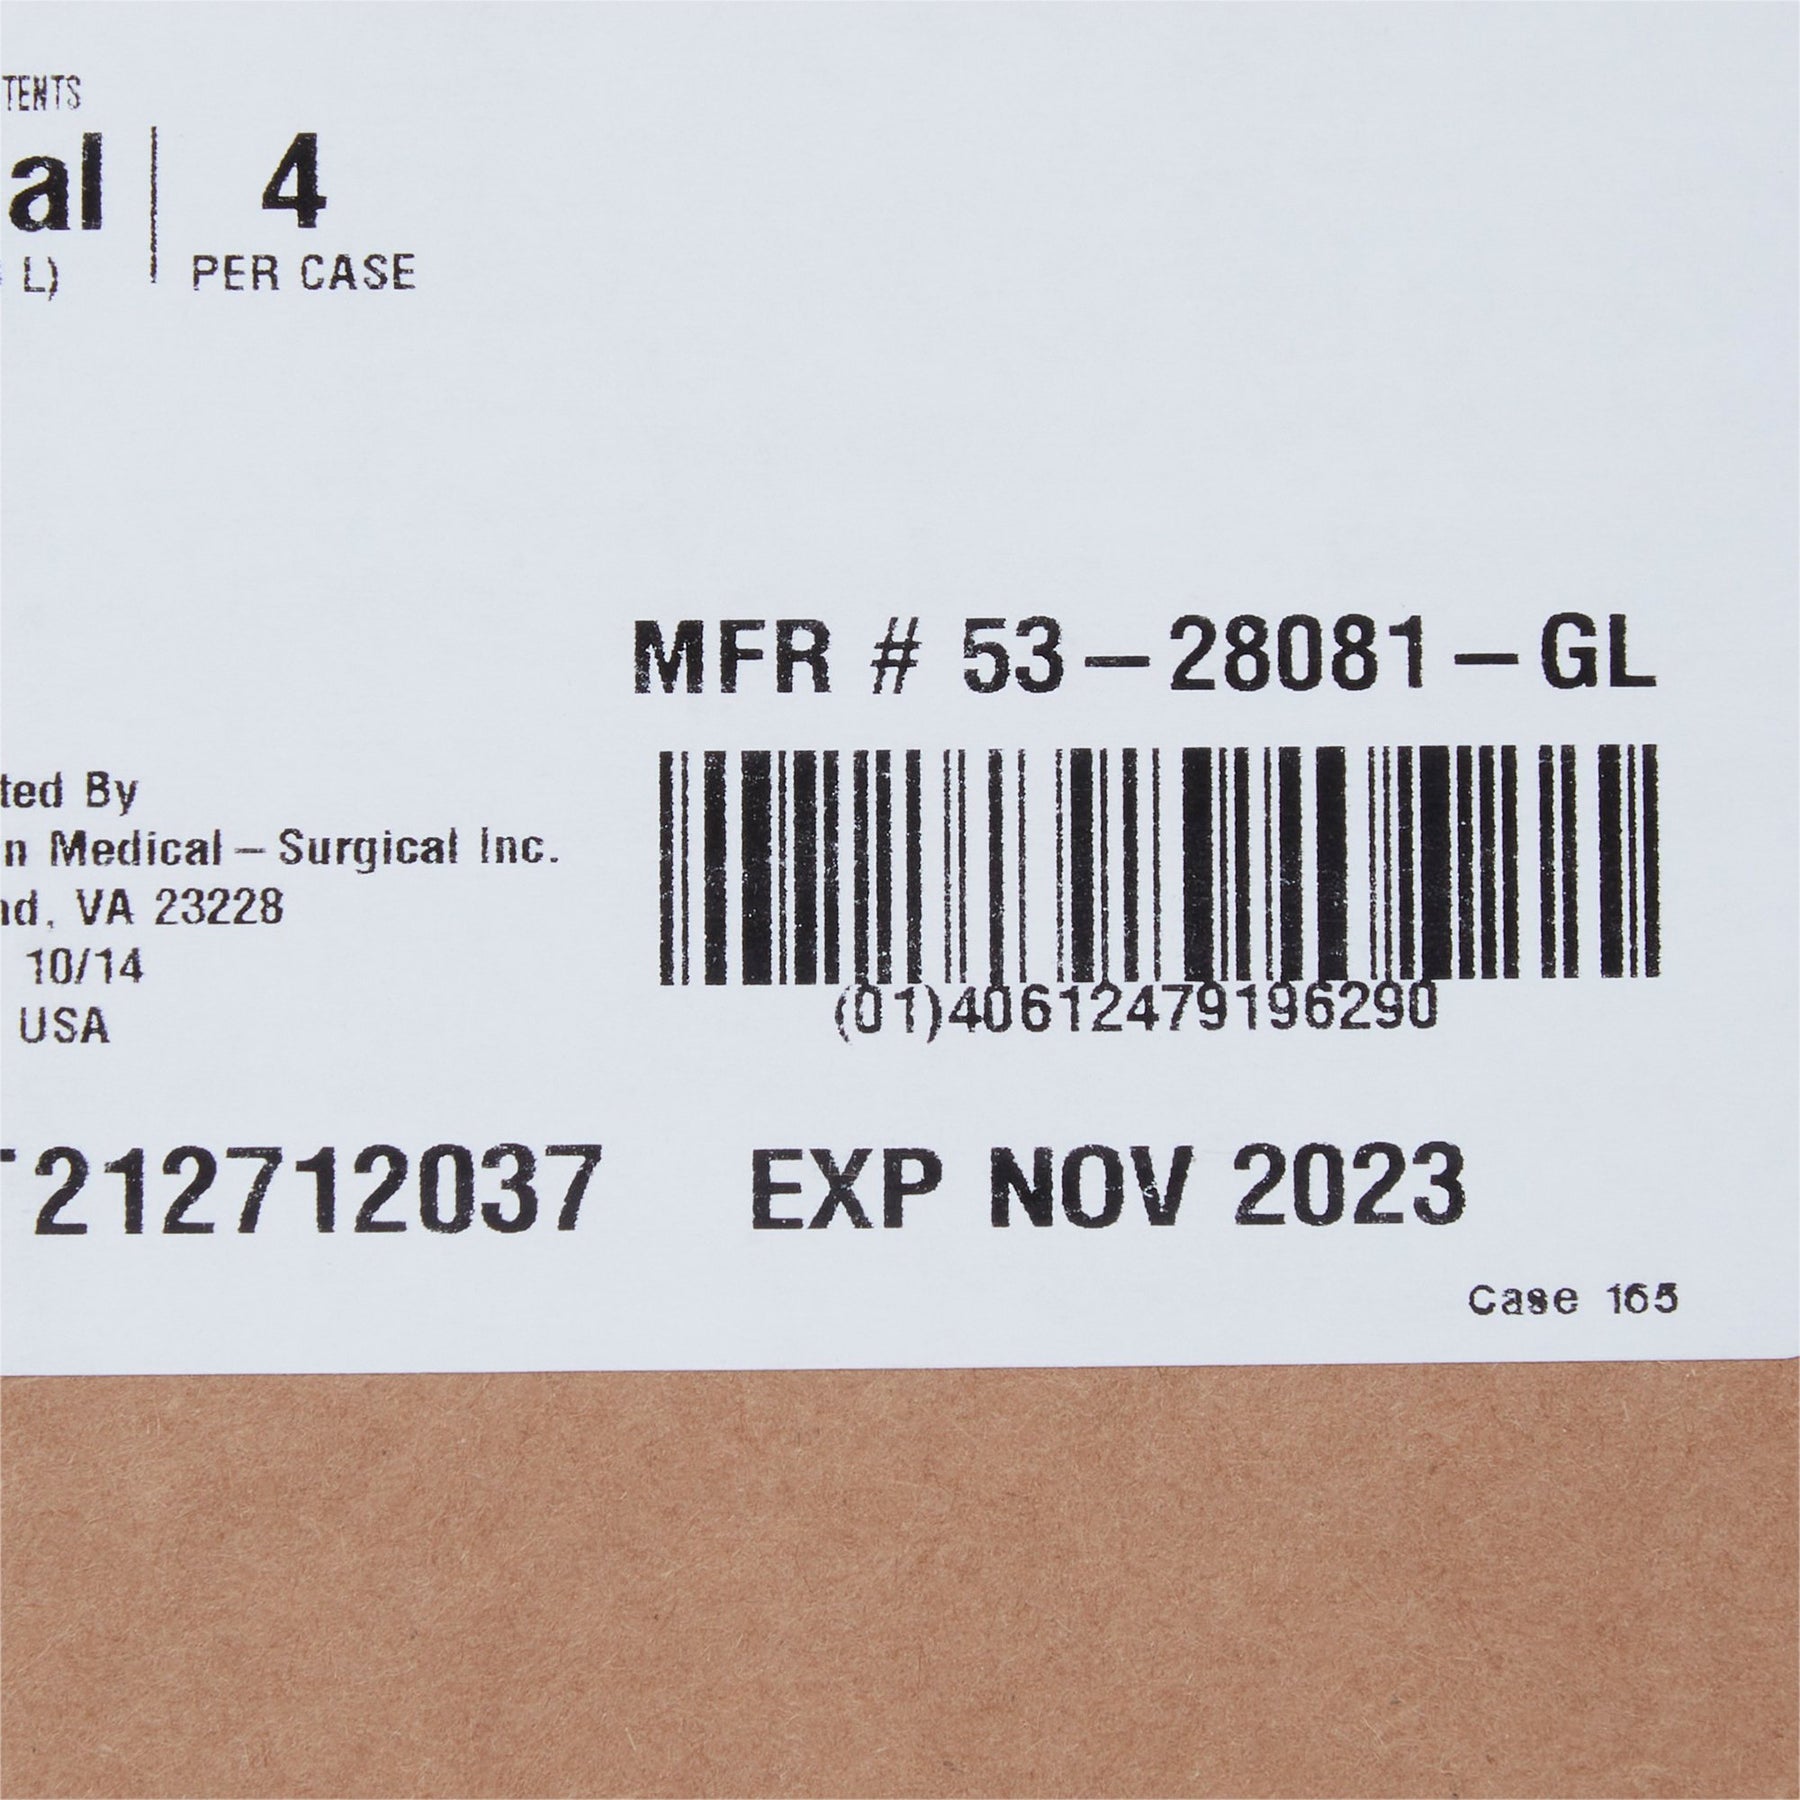 TENTS
al 4
L) PER CASE
MFR # 53-28081-GL
ted By
n Medical-Surgical Inc.
nd, VA 23228
10/14
USA
(01)40612479196290
T212712037 EXP NOV 2023
Case 165